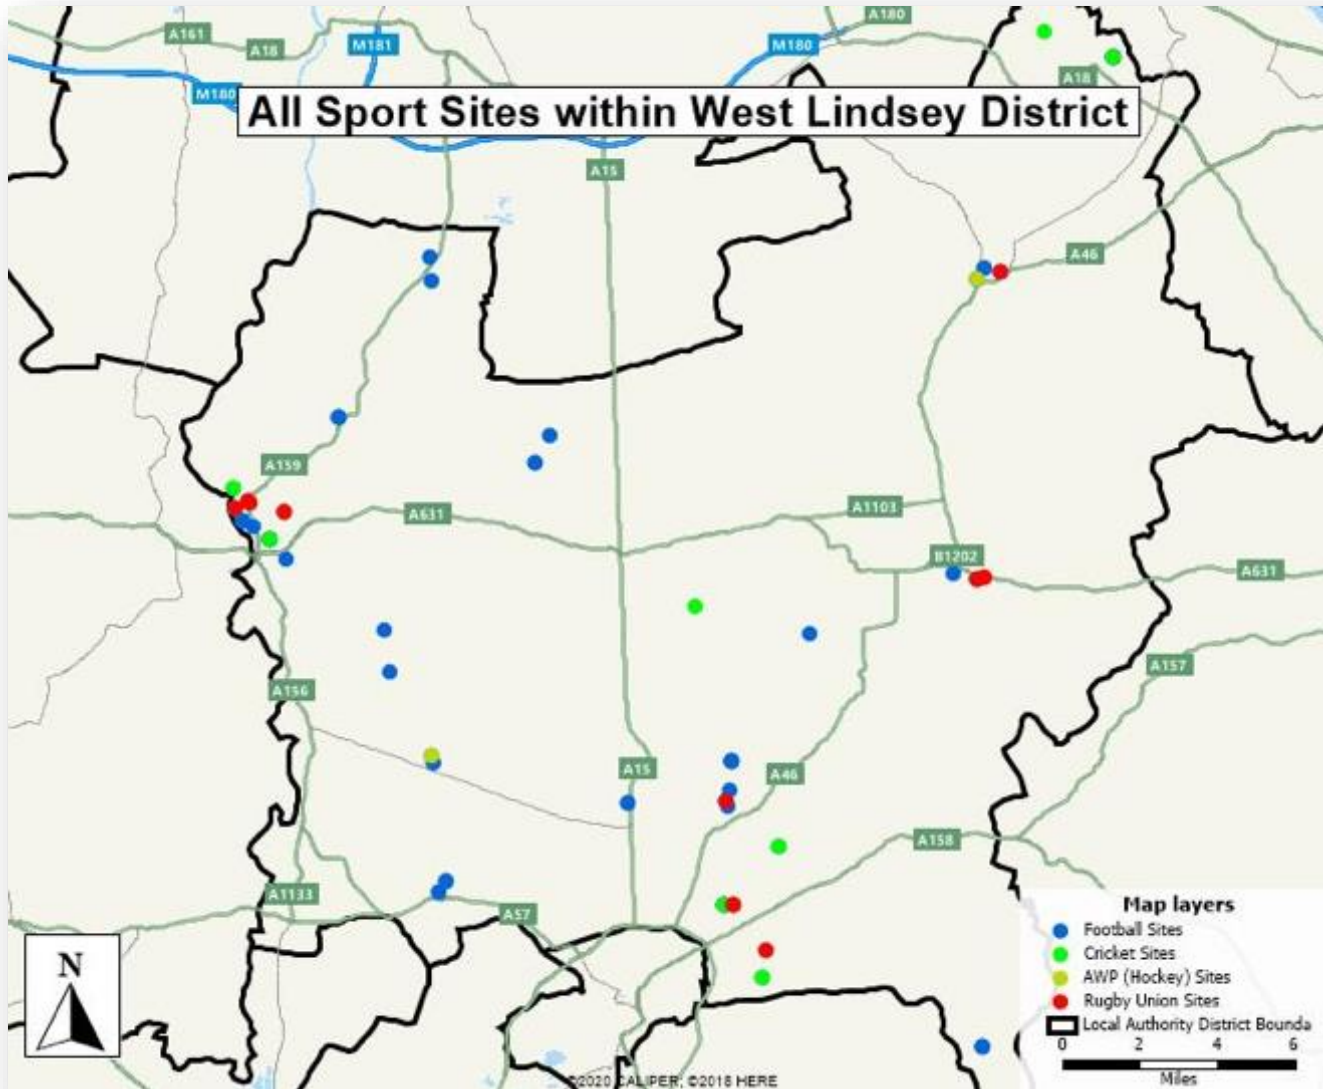 A161
A18
M181
M180
A180
M180
A18
All Sport Sites within West Lindsey District
A15
A46
A159
A631
A1103
B1202
A631
A157
A156
A15
A46
A158
A1133
A57
N
Map layers
Football Sites
Cricket Sites
AWP (Hockey) Sites
Rugby Union Sites
Local Authority District Bounda
0 2 4 6
Miles
©2020 CALIPER; ©2018 HERE